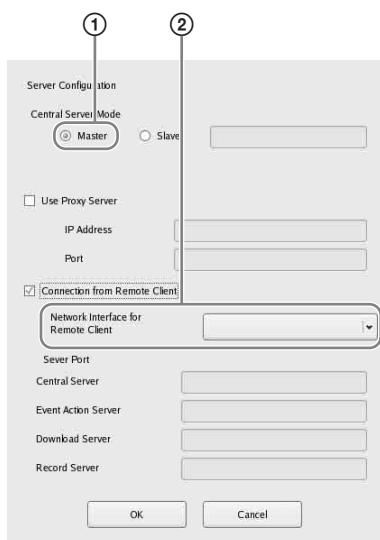 1 2
Server Configuration
Central Server Mode
Master Slave
Use Proxy Server
IP Address
Port
Connection from Remote Client
Network Interface for
Remote Client
Sever Port
Central Server
Event Action Server
Download Server
Record Server
OK Cancel